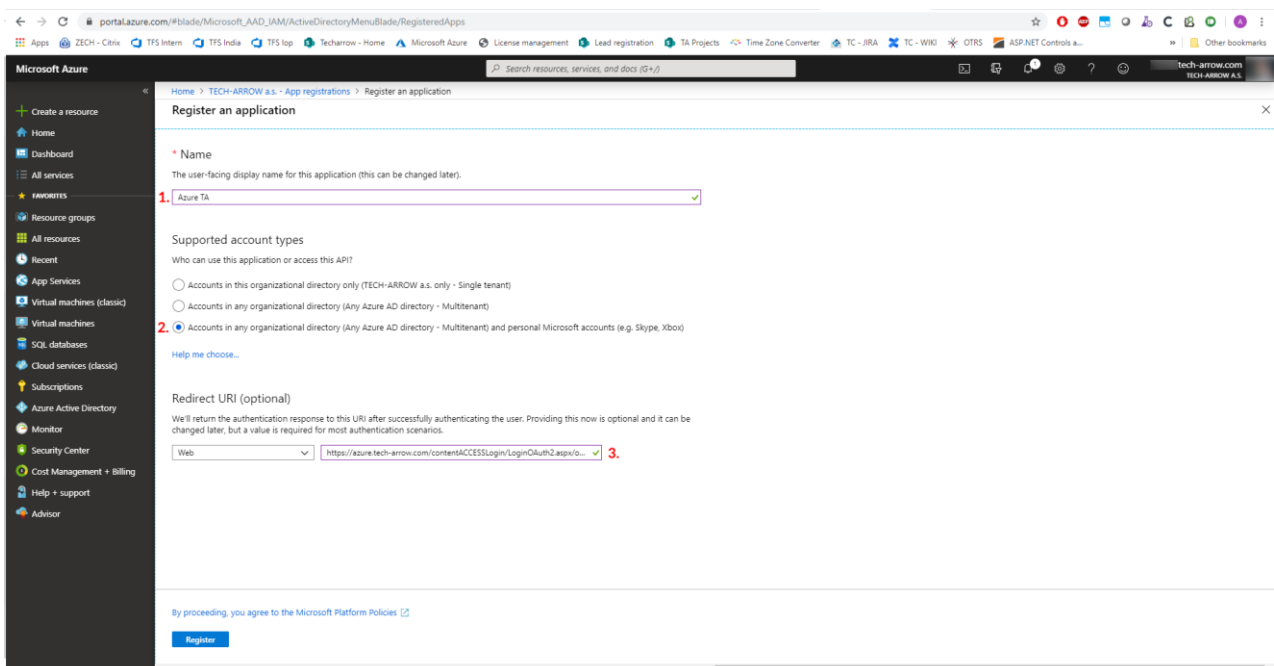 portal.azure.com/#blade/Microsoft_AAD_IAM/ActiveDirectoryMenuBlade/RegisteredApps
Apps ZECH - Citrix TFS Intern TFS India TFS Iop Techarrow - Home Microsoft Azure License management Lead registration TA Projects Time Zone Converter TC - JIRA TC - WIKI OTRS ASP.NET Controls a... » Other bookmarks
Microsoft Azure
Search resources, services, and docs (G+/)
tech-arrow.com
TECH-ARROW A.S.
«
Create a resource
Home
Dashboard
All services
FAVORITES
Resource groups
All resources
Recent
App Services
Virtual machines (classic)
Virtual machines
SQL databases
Cloud services (classic)
Subscriptions
Azure Active Directory
Monitor
Security Center
Cost Management + Billing
Help + support
Advisor
Home > TECH-ARROW a.s. - App registrations > Register an application
Register an application
* Name
The user-facing display name for this application (this can be changed later).
1. Azure TA
Supported account types
Who can use this application or access this API?
Accounts in this organizational directory only (TECH-ARROW a.s. only - Single tenant)
Accounts in any organizational directory (Any Azure AD directory - Multitenant)
2. Accounts in any organizational directory (Any Azure AD directory - Multitenant) and personal Microsoft accounts (e.g. Skype, Xbox)
Help me choose...
Redirect URI (optional)
We'll return the authentication response to this URI after successfully authenticating the user. Providing this now is optional and it can be
changed later, but a value is required for most authentication scenarios.
Web https://azure.tech-arrow.com/contentACCESSLogin/LoginOAuth2.aspx/o... 3.
By proceeding, you agree to the Microsoft Platform Policies
Register